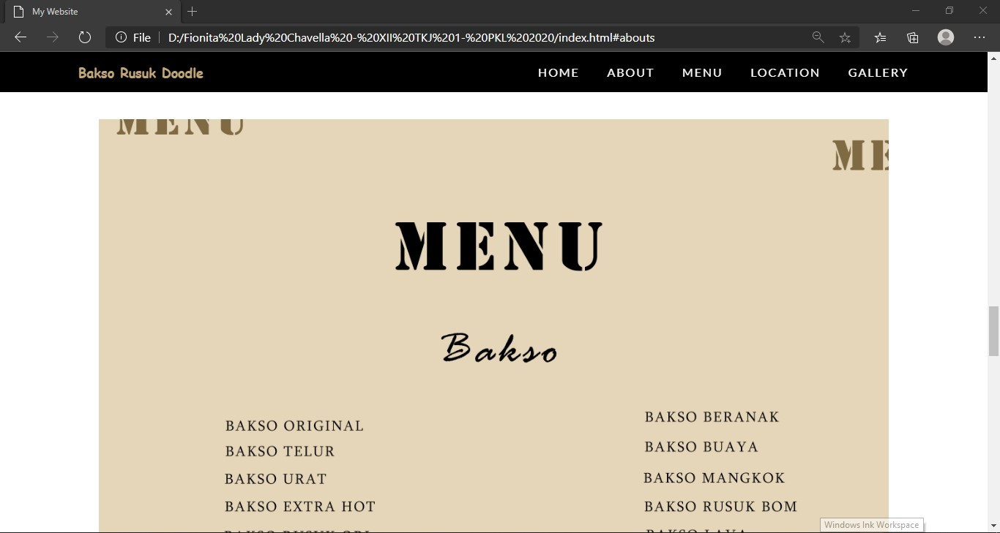 My Website
File
D:/Fionita%20Lady%20Chavella%20-%20XII%20TKJ%201-%20PKL%202020/index.html#abouts
Bakso Rusuk Doodle
HOME ABOUT MENU LOCATION GALLERY
MENU
ME
MENU
Bakso
BAKSO ORIGINAL
BAKSO TELUR
BAKSO URAT
BAKSO EXTRA HOT
BAKSO BERANAK
BAKSO BUAYA
BAKSO MANGKOK
BAKSO RUSUK BOM
Windows Ink Workspace